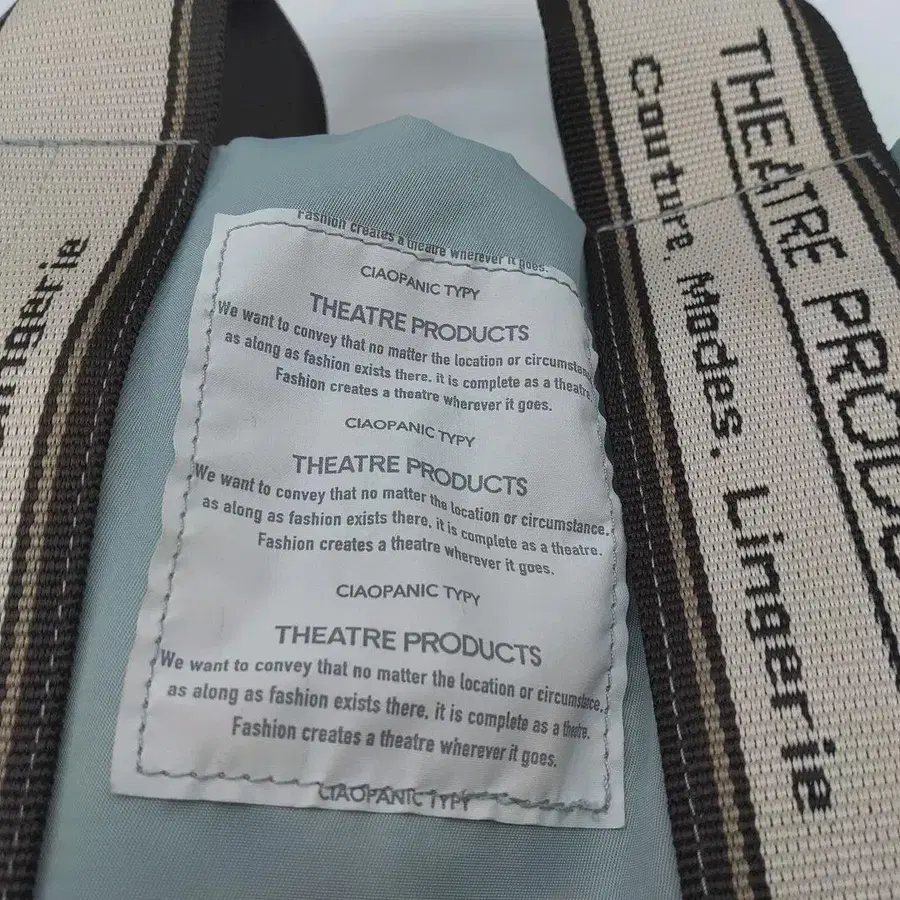 Fashion creates a theatre wherever it goes.
CIAOPANIC TYPY
THEATRE PRODUCTS
We want to convey that no matter the location or circumstan
as along as fashion exists there, it is complete as a theatre.
Fashion creates a theatre wherever it goes.
CIAOPANIC TYPY
THEATRE PRODUCTS
We want to convey that no matter the location or circumstance,
as along as fashion exists there, it is complete as a theatre.
Fashion creates a theatre wherever it goes.
CIAOPANIC TYPY
THEATRE PRODUCTS
We want to convey that no matter the location or circumstance,
as along as fashion exists there, it is complete as a theatre.
Fashion creates a theatre wherever it goes.
CIAOPANIC TYPY
THEATRE PRODUC
Couture, Modes, Lingerie
ingerie